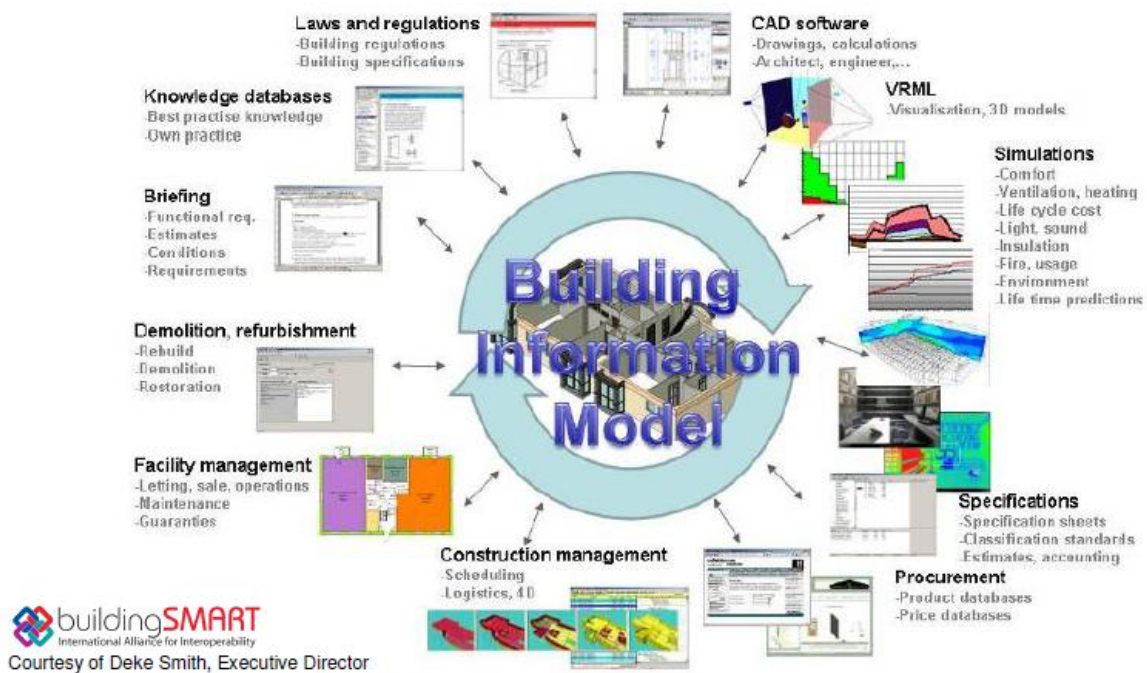 Laws and regulations
-Building regulations
-Building specifications
CAD software
-Drawings, calculations
-Architect, engineer,...
VRML
-Visualisation, 3D models
Knowledge databases
-Best practise knowledge
-Own practice
Simulations
-Comfort
-Ventilation, heating
-Life cycle cost
-Light, sound
-Insulation
-Fire, usage
-Environment
-Life time predictions
Briefing
-Functional req.
-Estimates
-Conditions
-Requirements
Building
Information
Model
Demolition, refurbishment
-Rebuild
-Demolition
-Restoration
Facility management
-Letting, sale, operations
-Maintenance
-Guaranties
Specifications
-Specification sheets
-Classification standards
-Estimates, accounting
Construction management
-Scheduling
-Logistics, 4D
Procurement
-Product databases
-Price databases
buildingSMART
International Alliance for Interoperability
Courtesy of Deke Smith, Executive Director